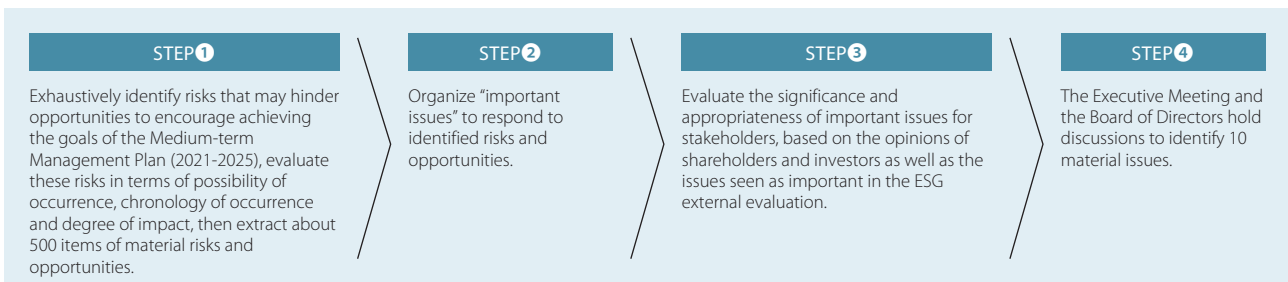 STEP❶
Exhaustively identify risks that may hinder
opportunities to encourage achieving
the goals of the Medium-term
Management Plan (2021-2025), evaluate
these risks in terms of possibility of
occurrence, chronology of occurrence
and degree of impact, then extract about
500 items of material risks and
opportunities.
STEP❷
Organize “important
issues” to respond to
identified risks and
opportunities.
STEP❸
Evaluate the significance and
appropriateness of important issues for
stakeholders, based on the opinions of
shareholders and investors as well as the
issues seen as important in the ESG
external evaluation.
STEP❹
The Executive Meeting and
the Board of Directors hold
discussions to identify 10
material issues.